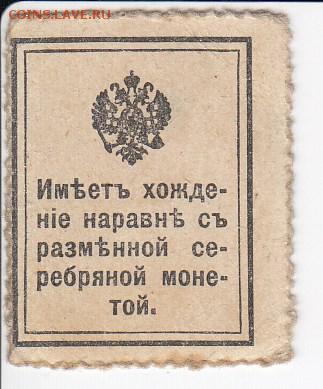 COINS.LAVE.RU
Имѣетъ хожде-
ніе наравнѣ съ
размѣнной се-
ребряной моне-
той.